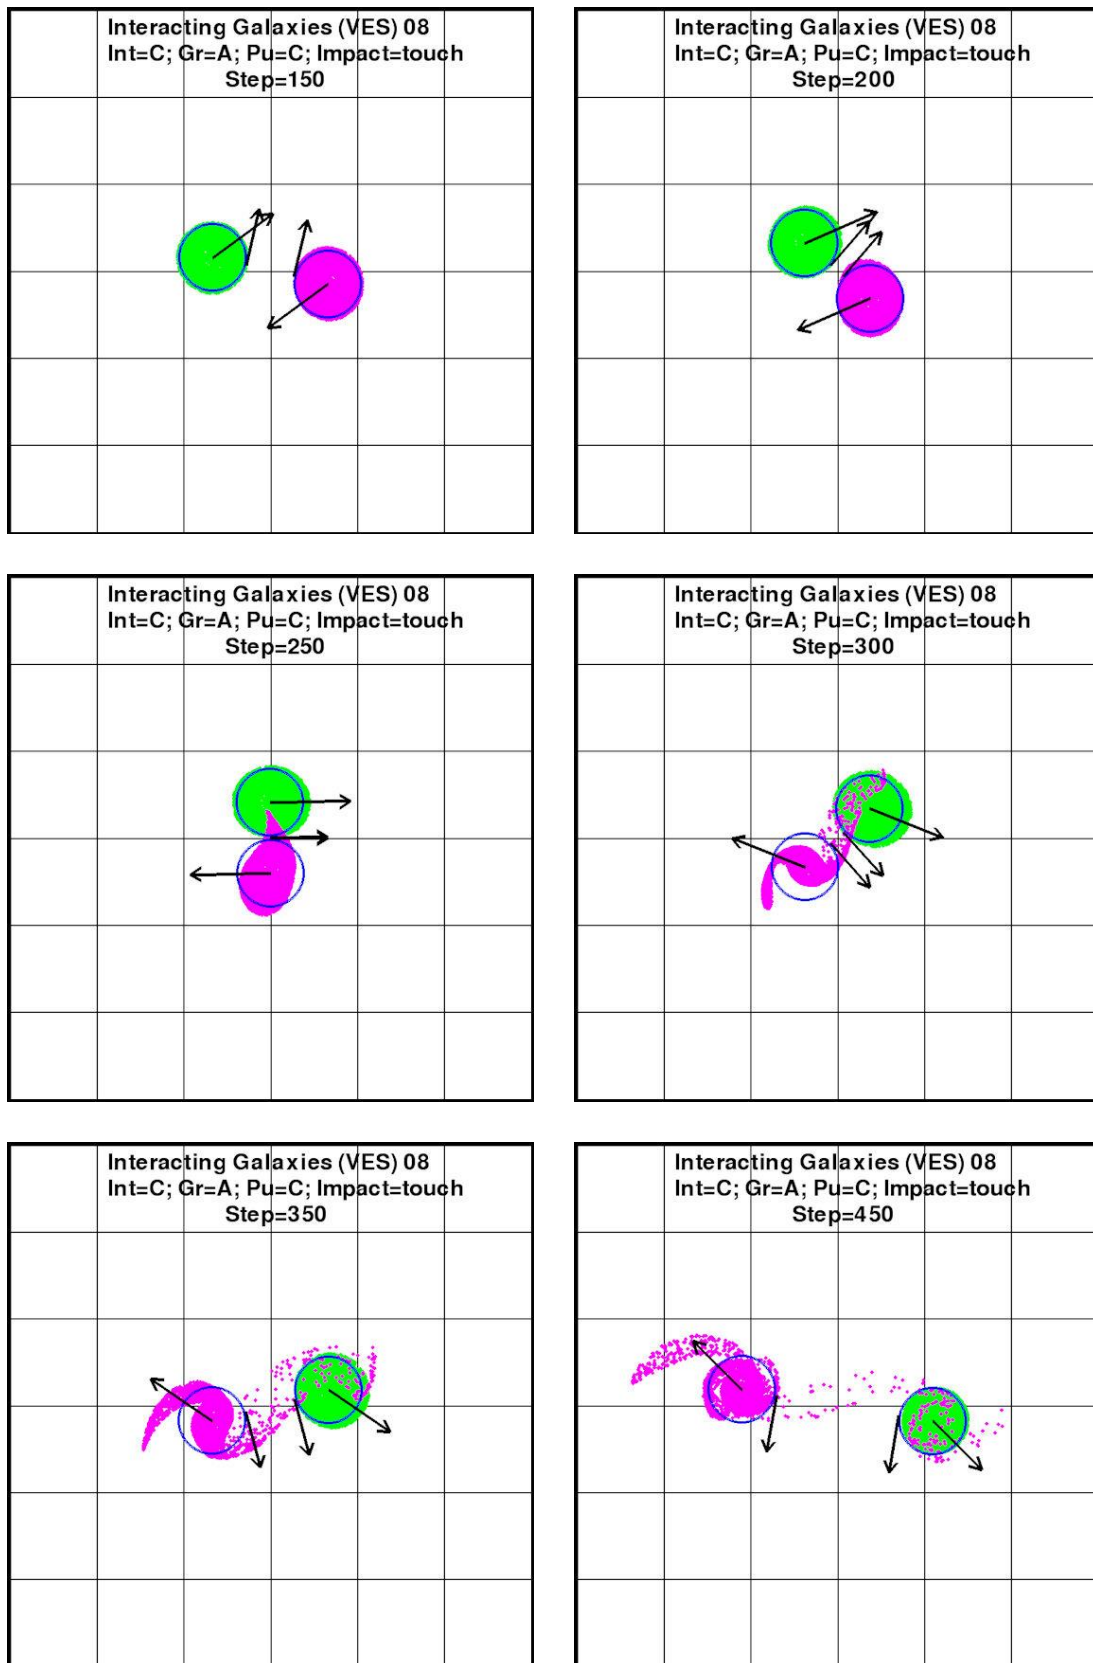 Interacting Galaxies (VES) 08
Int=C; Gr=A; Pu=C; Impact=touch
Step=150
Interacting Galaxies (VES) 08
Int=C; Gr=A; Pu=C; Impact=touch
Step=200
Interacting Galaxies (VES) 08
Int=C; Gr=A; Pu=C; Impact=touch
Step=250
Interacting Galaxies (VES) 08
Int=C; Gr=A; Pu=C; Impact=touch
Step=300
Interacting Galaxies (VES) 08
Int=C; Gr=A; Pu=C; Impact=touch
Step=350
Interacting Galaxies (VES) 08
Int=C; Gr=A; Pu=C; Impact=touch
Step=450